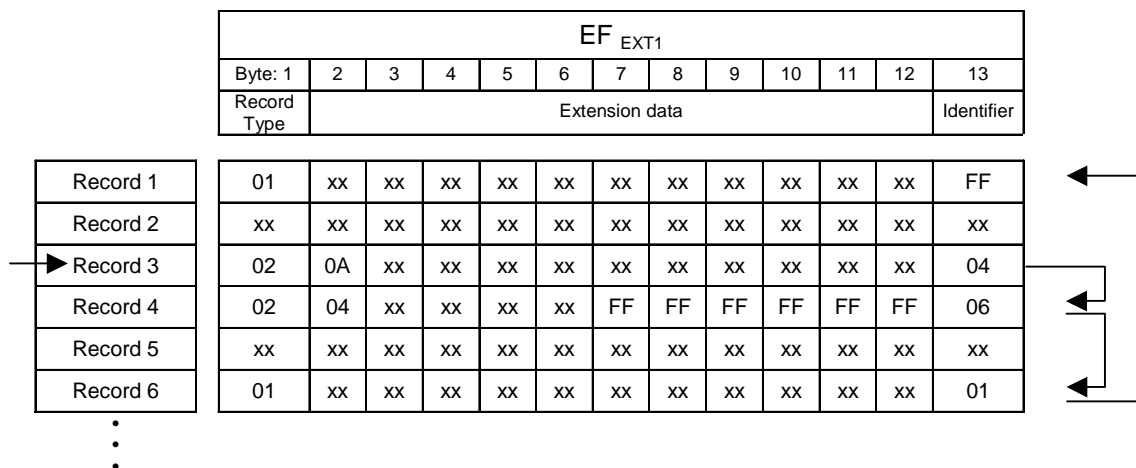 EF EXT1
Byte: 1 2 3 4 5 6 7 8 9 10 11 12 13
Record Type Extension data Identifier
Record 1 01 xx xx xx xx xx xx xx xx xx xx xx FF
Record 2 xx xx xx xx xx xx xx xx xx xx xx xx xx
Record 3 02 0A xx xx xx xx xx xx xx xx xx xx 04
Record 4 02 04 xx xx xx xx FF FF FF FF FF FF 06
Record 5 xx xx xx xx xx xx xx xx xx xx xx xx xx
Record 6 01 xx xx xx xx xx xx xx xx xx xx xx 01